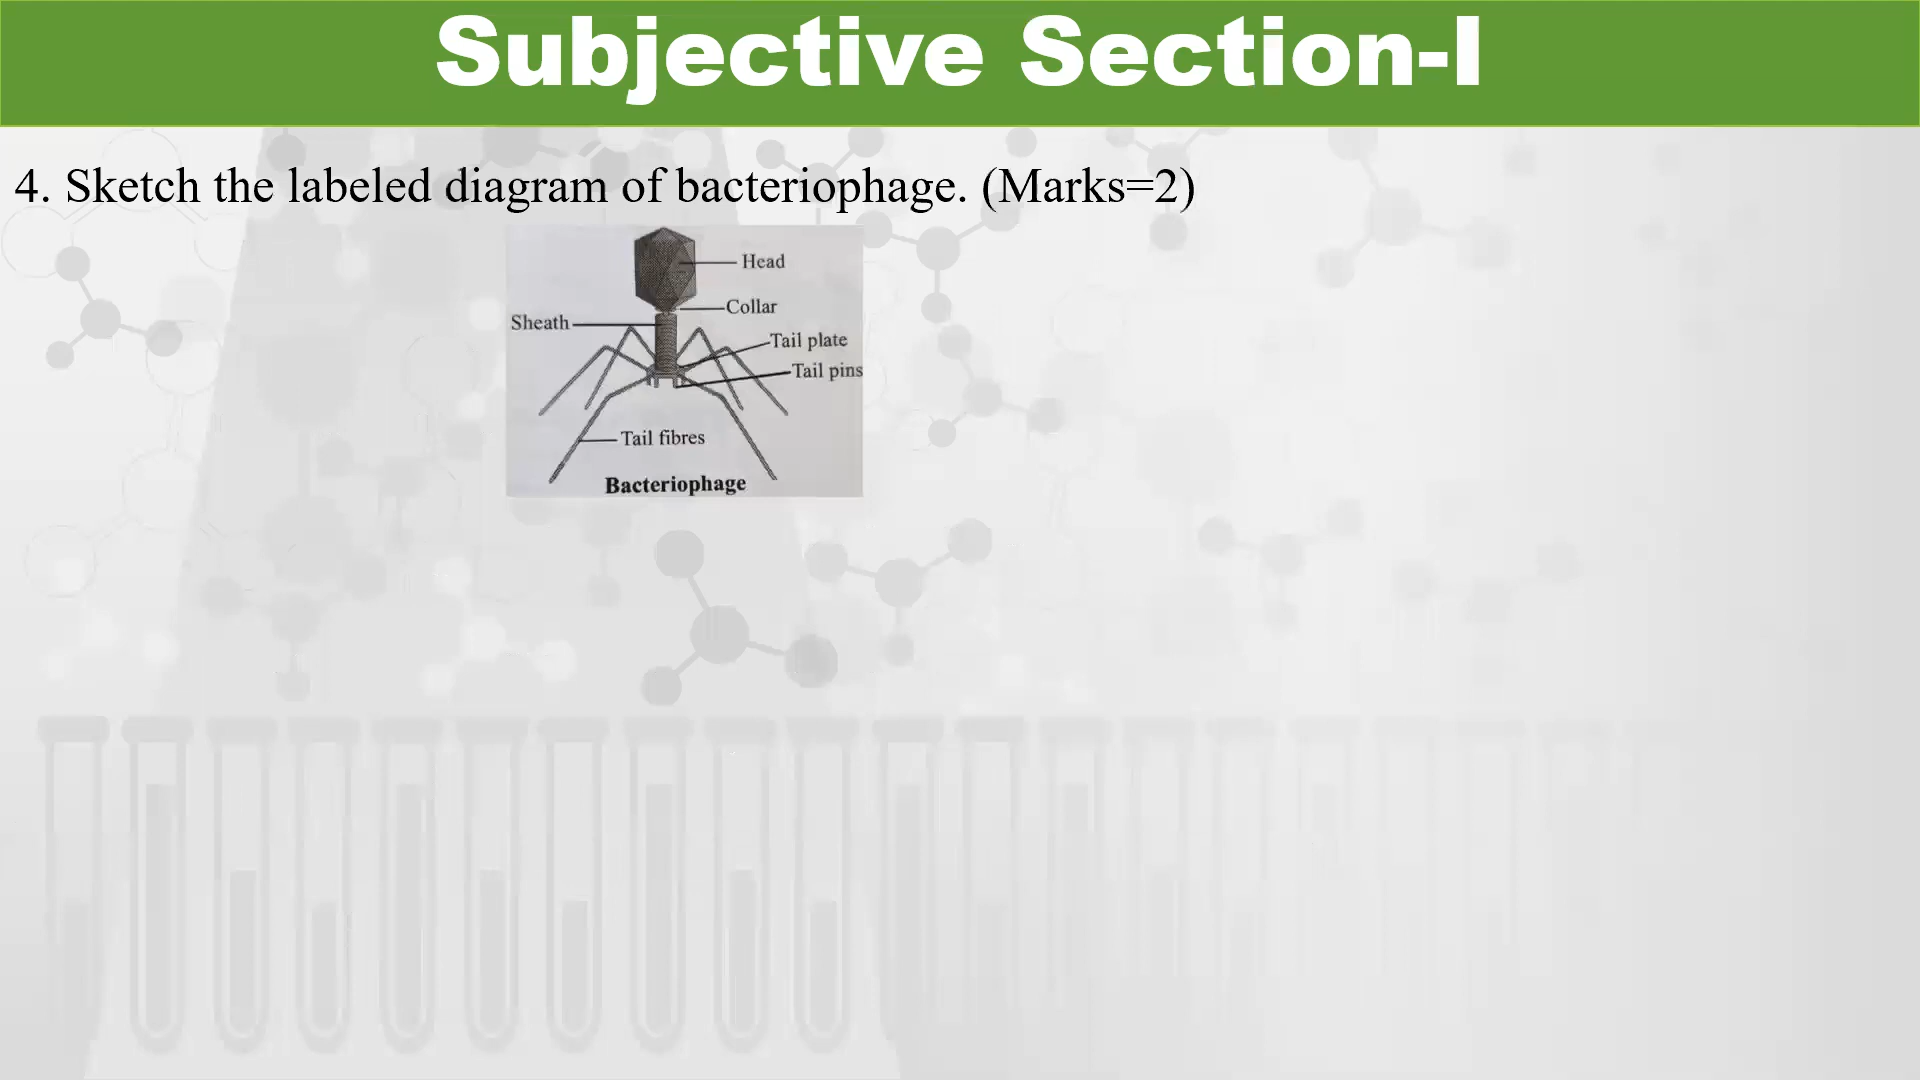 Subjective Section-I
4. Sketch the labeled diagram of bacteriophage. (Marks=2)
Head
Collar
Sheath
Tail plate
Tail pins
Tail fibres
Bacteriophage